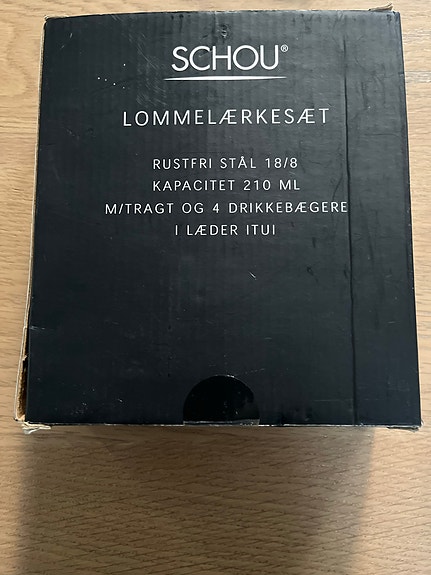 SCHOU®
LOMMELÆRKESÆT
RUSTFRI STÅL 18/8
KAPACITET 210 ML
M/TRAGT OG 4 DRIKKEBÆGERE
I LÆDER ITUI